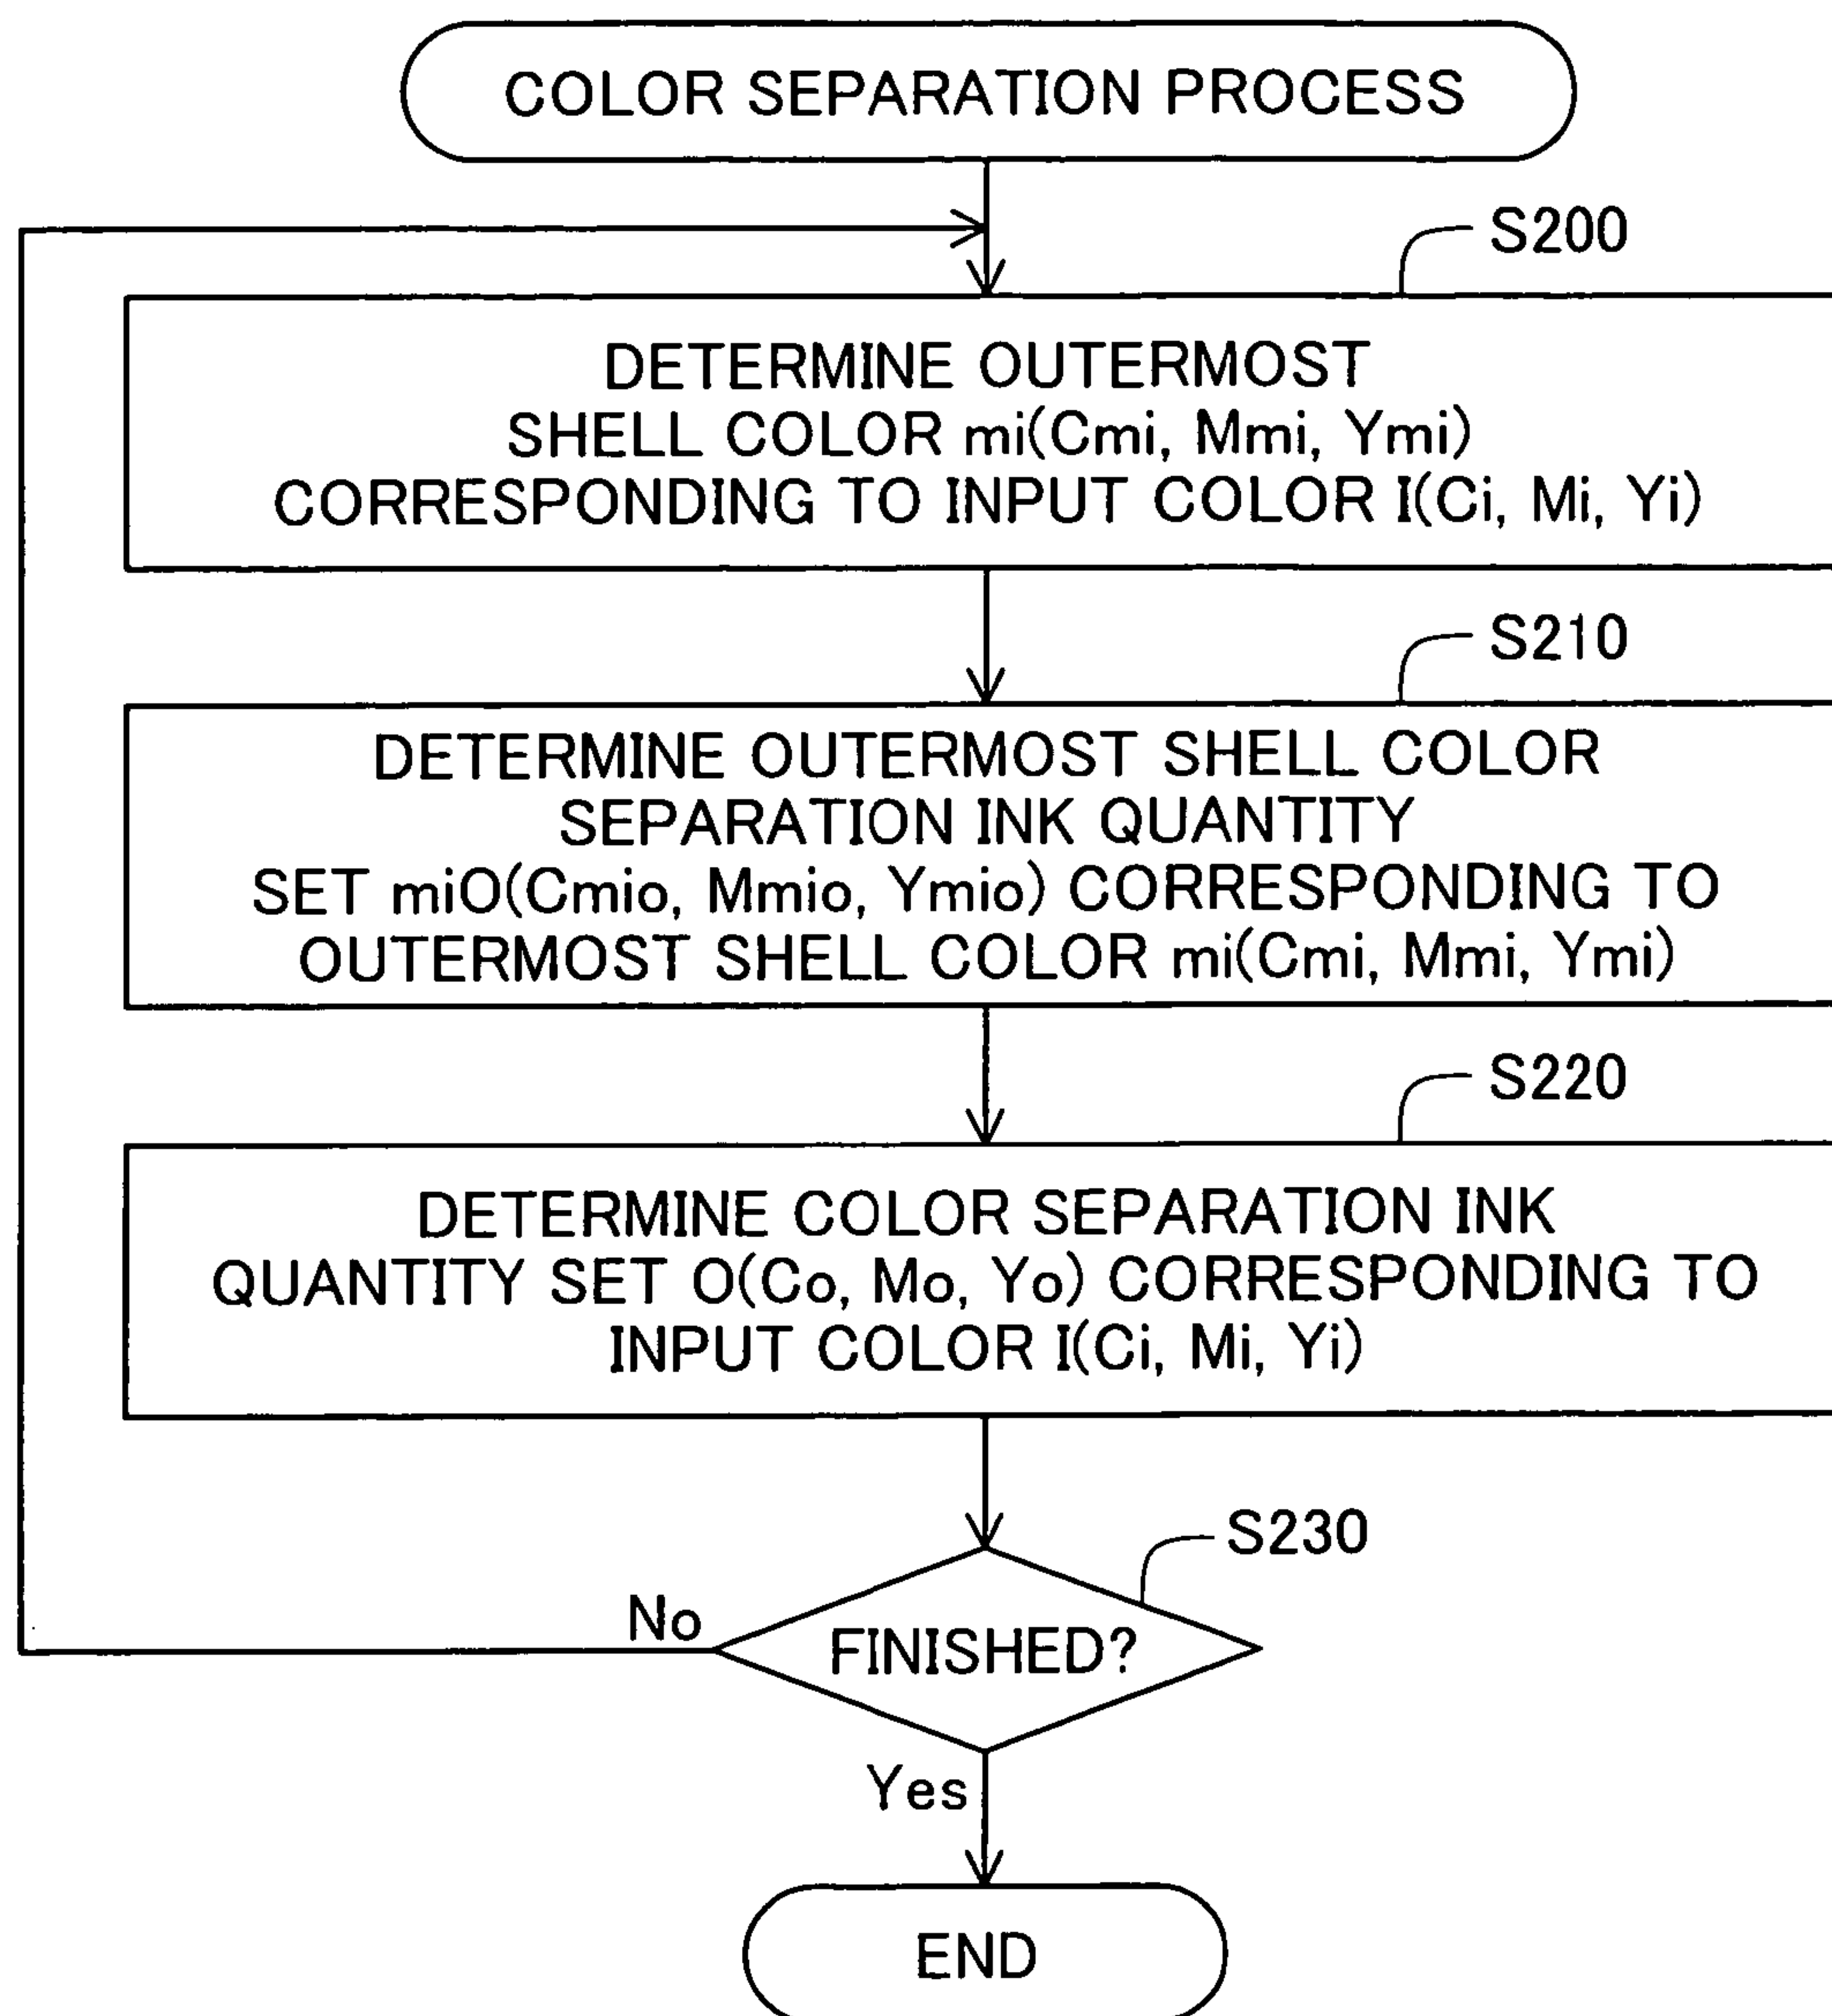 COLOR SEPARATION PROCESS
S200
DETERMINE OUTERMOST
SHELL COLOR mi(Cmi, Mmi, Ymi)
CORRESPONDING TO INPUT COLOR I(Ci, Mi, Yi)
S210
DETERMINE OUTERMOST SHELL COLOR
SEPARATION INK QUANTITY
SET miO(Cmio, Mmio, Ymio) CORRESPONDING TO
OUTERMOST SHELL COLOR mi(Cmi, Mmi, Ymi)
S220
DETERMINE COLOR SEPARATION INK
QUANTITY SET O(Co, Mo, Yo) CORRESPONDING TO
INPUT COLOR I(Ci, Mi, Yi)
S230
No
FINISHED?
Yes
END